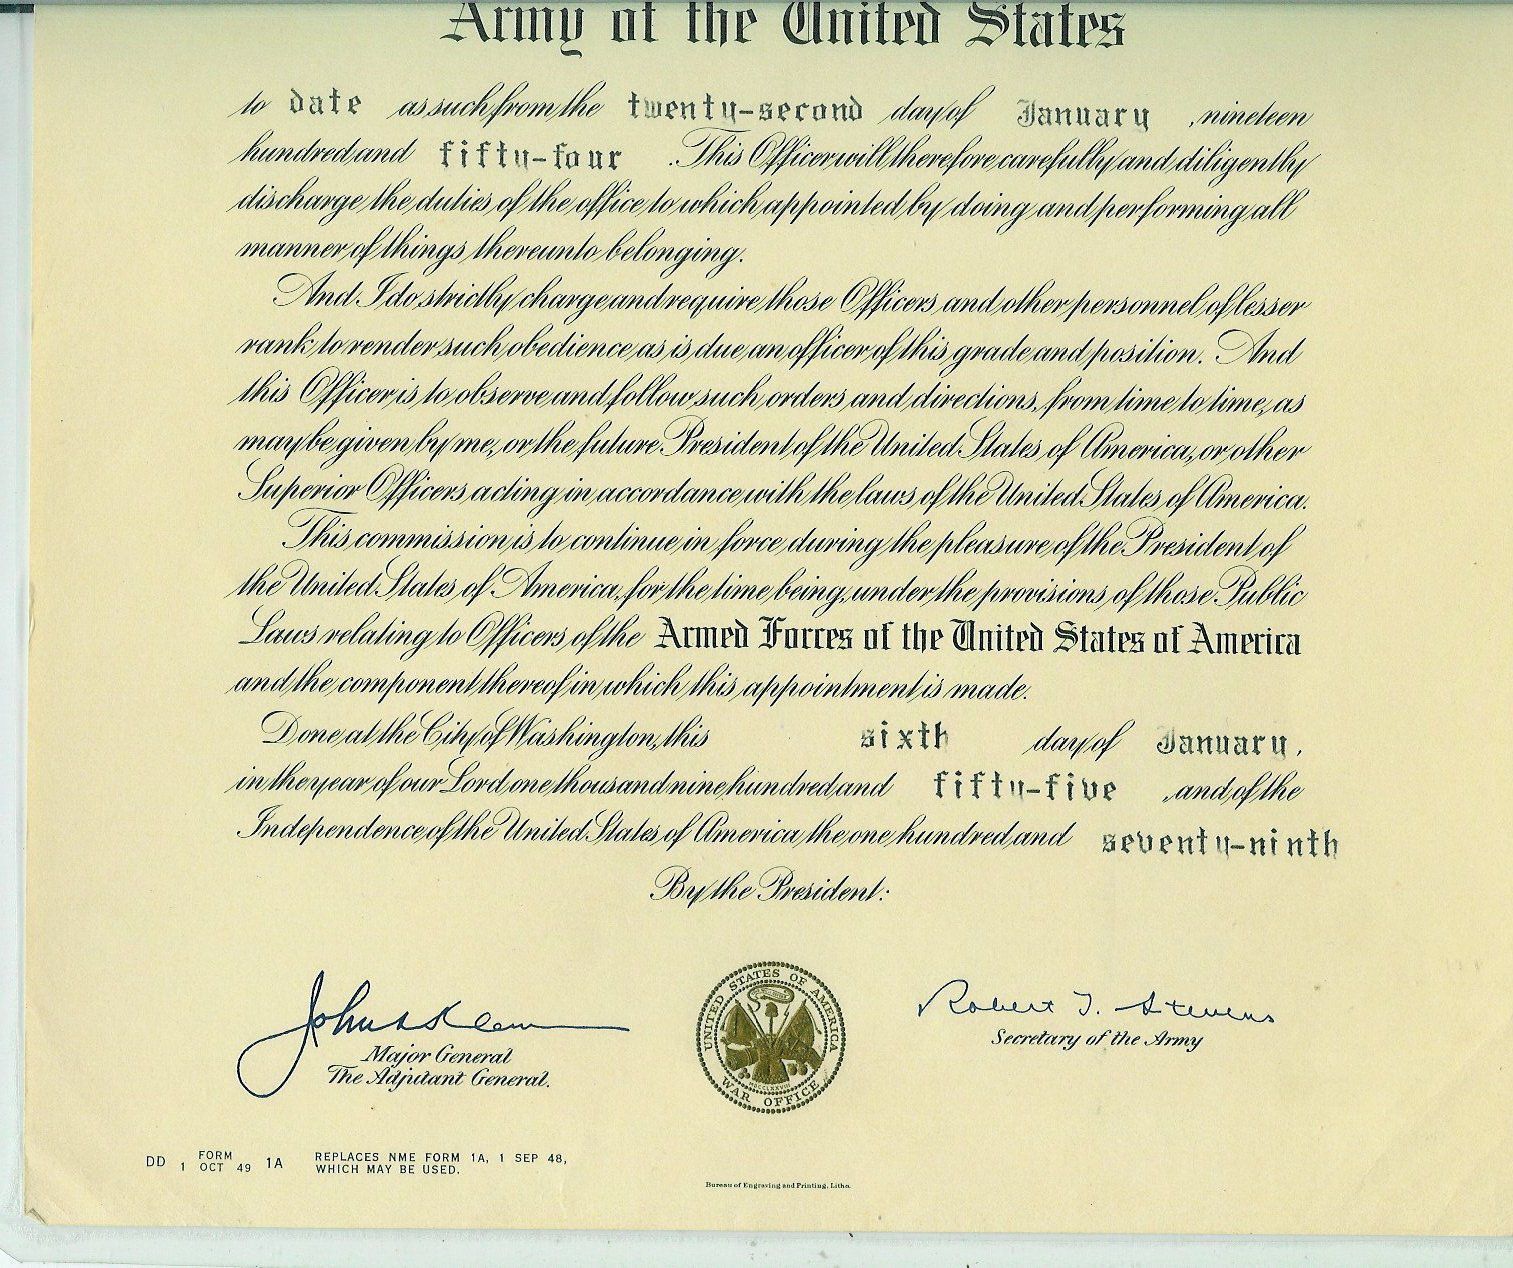 Army of the United States
to date as such from the twenty-second day of January , nineteen
hundred and fifty-four . This Officer will therefore carefully and diligently
discharge the duties of the office to which appointed by doing and performing all
manner of things thereunto belonging.
And I do strictly charge and require those Officers and other personnel of lesser
rank to render such obedience as is due an officer of this grade and position. And
this Officer is to observe and follow such orders and directions, from time to time, as
may be given by me, or the future President of the United States of America, or other
Superior Officers acting in accordance with the laws of the United States of America.
This commission is to continue in force during the pleasure of the President of
the United States of America, for the time being, under the provisions of those Public
Laws relating to Officers of the Armed Forces of the United States of America
and the component thereof in which this appointment is made.
Done at the City of Washington, this sixth day of January,
in the year of our Lord one thousand nine hundred and fifty-five , and of the
Independence of the United States of America the one hundred and seventy-ninth
By the President:
John A Klein
Major General
The Adjutant General.
UNITED STATES OF AMERICA
WAR OFFICE
MDCCLXXVIII
Robert T. Stevens
Secretary of the Army
DD FORM 1 OCT 49 1A REPLACES NME FORM 1A, 1 SEP 48,
WHICH MAY BE USED.
Bureau of Engraving and Printing, Litho.